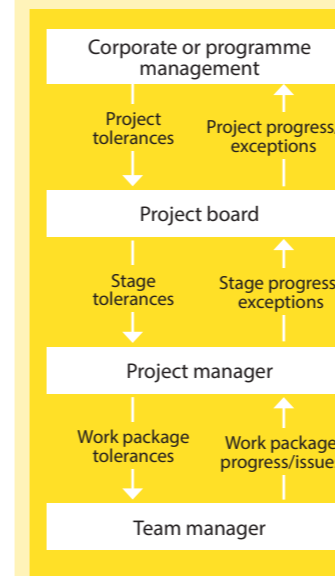 Corporate or programme
management
Project
tolerances
Project progress/
exceptions
Project board
Stage
tolerances
Stage progress
exceptions
Project manager
Work package
tolerances
Work package
progress/issue
Team manager